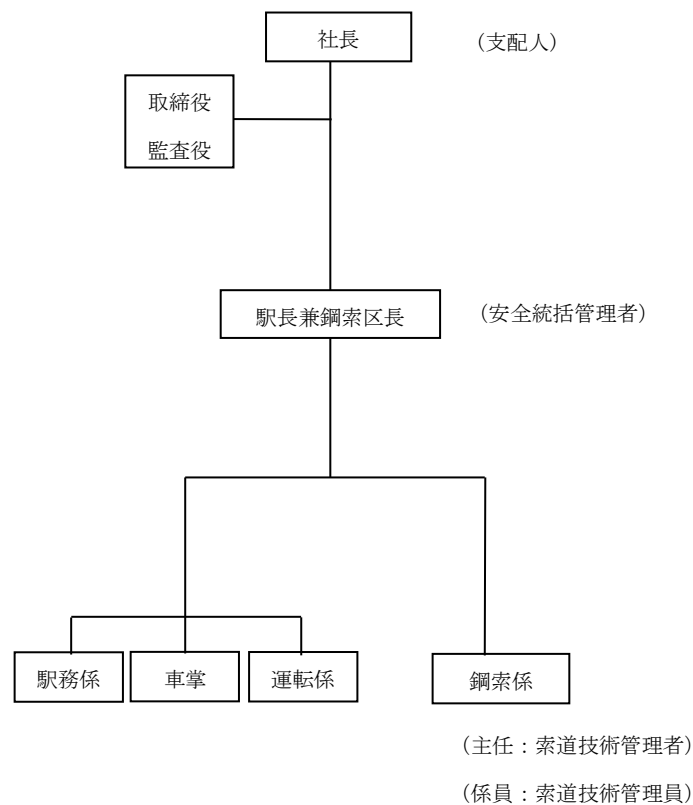 社長
(支配人)
取締役
監査役
駅長兼鋼索区長
(安全統括管理者)
駅務係
車掌
運転係
鋼索係
(主任：索道技術管理者)
(係員：索道技術管理員)